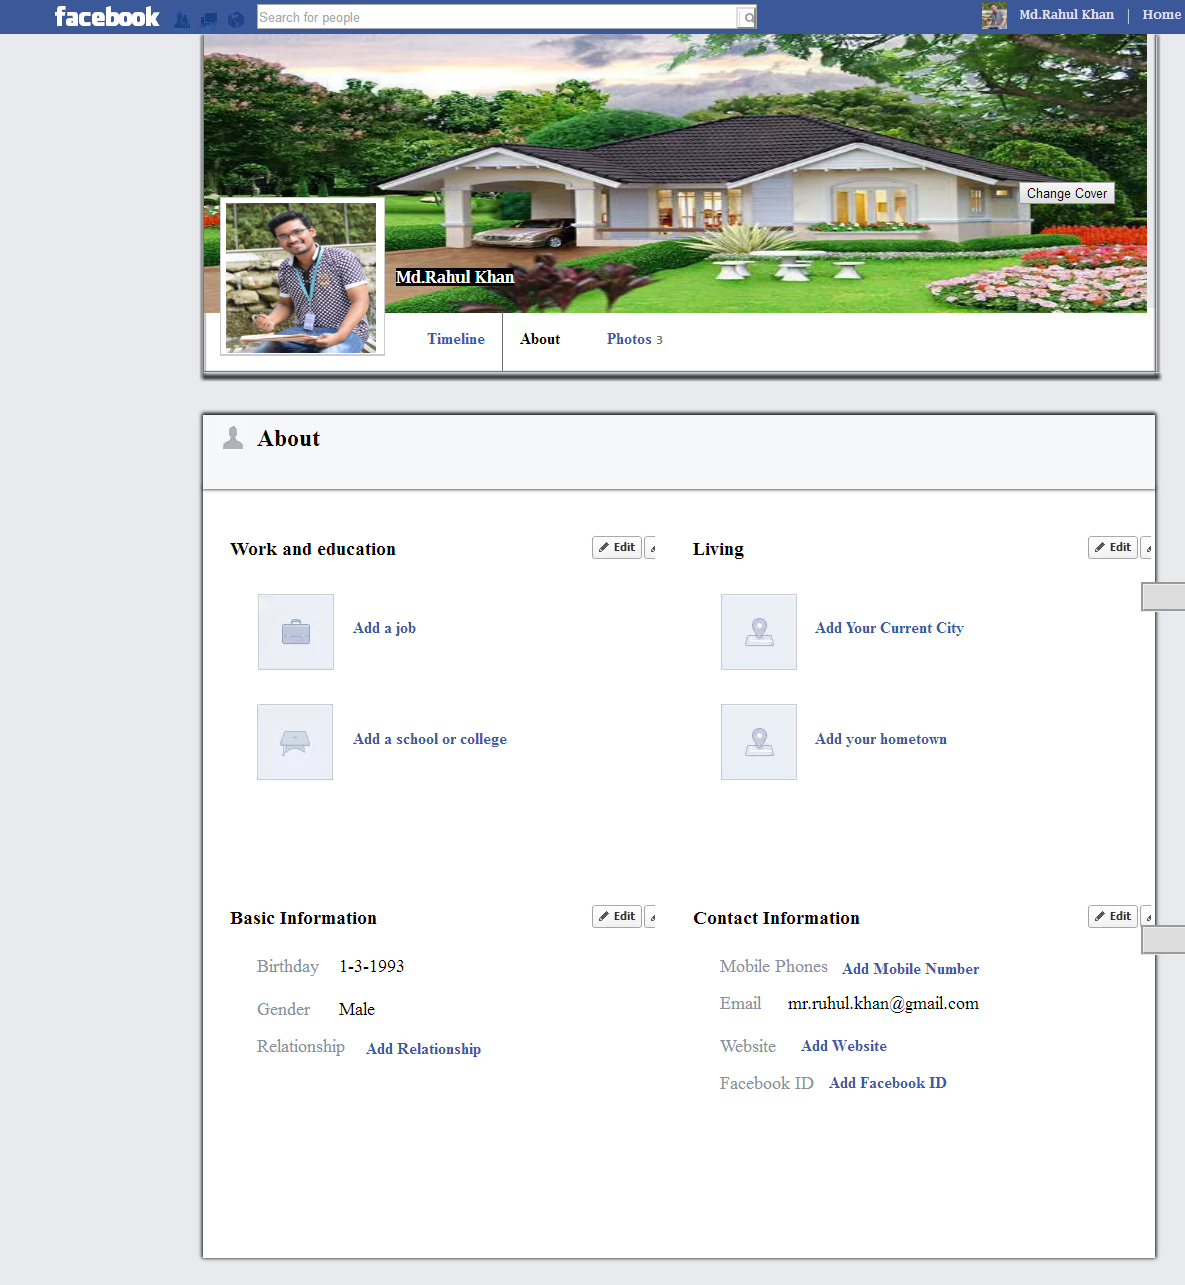 facebook Search for people Md.Rahul Khan | Home
Change Cover
Md.Rahul Khan
Timeline About Photos 3
About
Work and education Edit Living Edit
Add a job Add Your Current City
Add a school or college Add your hometown
Basic Information Edit Contact Information Edit
Birthday 1-3-1993 Mobile Phones Add Mobile Number
Gender Male Email mr.ruhul.khan@gmail.com
Relationship Add Relationship Website Add Website
Facebook ID Add Facebook ID